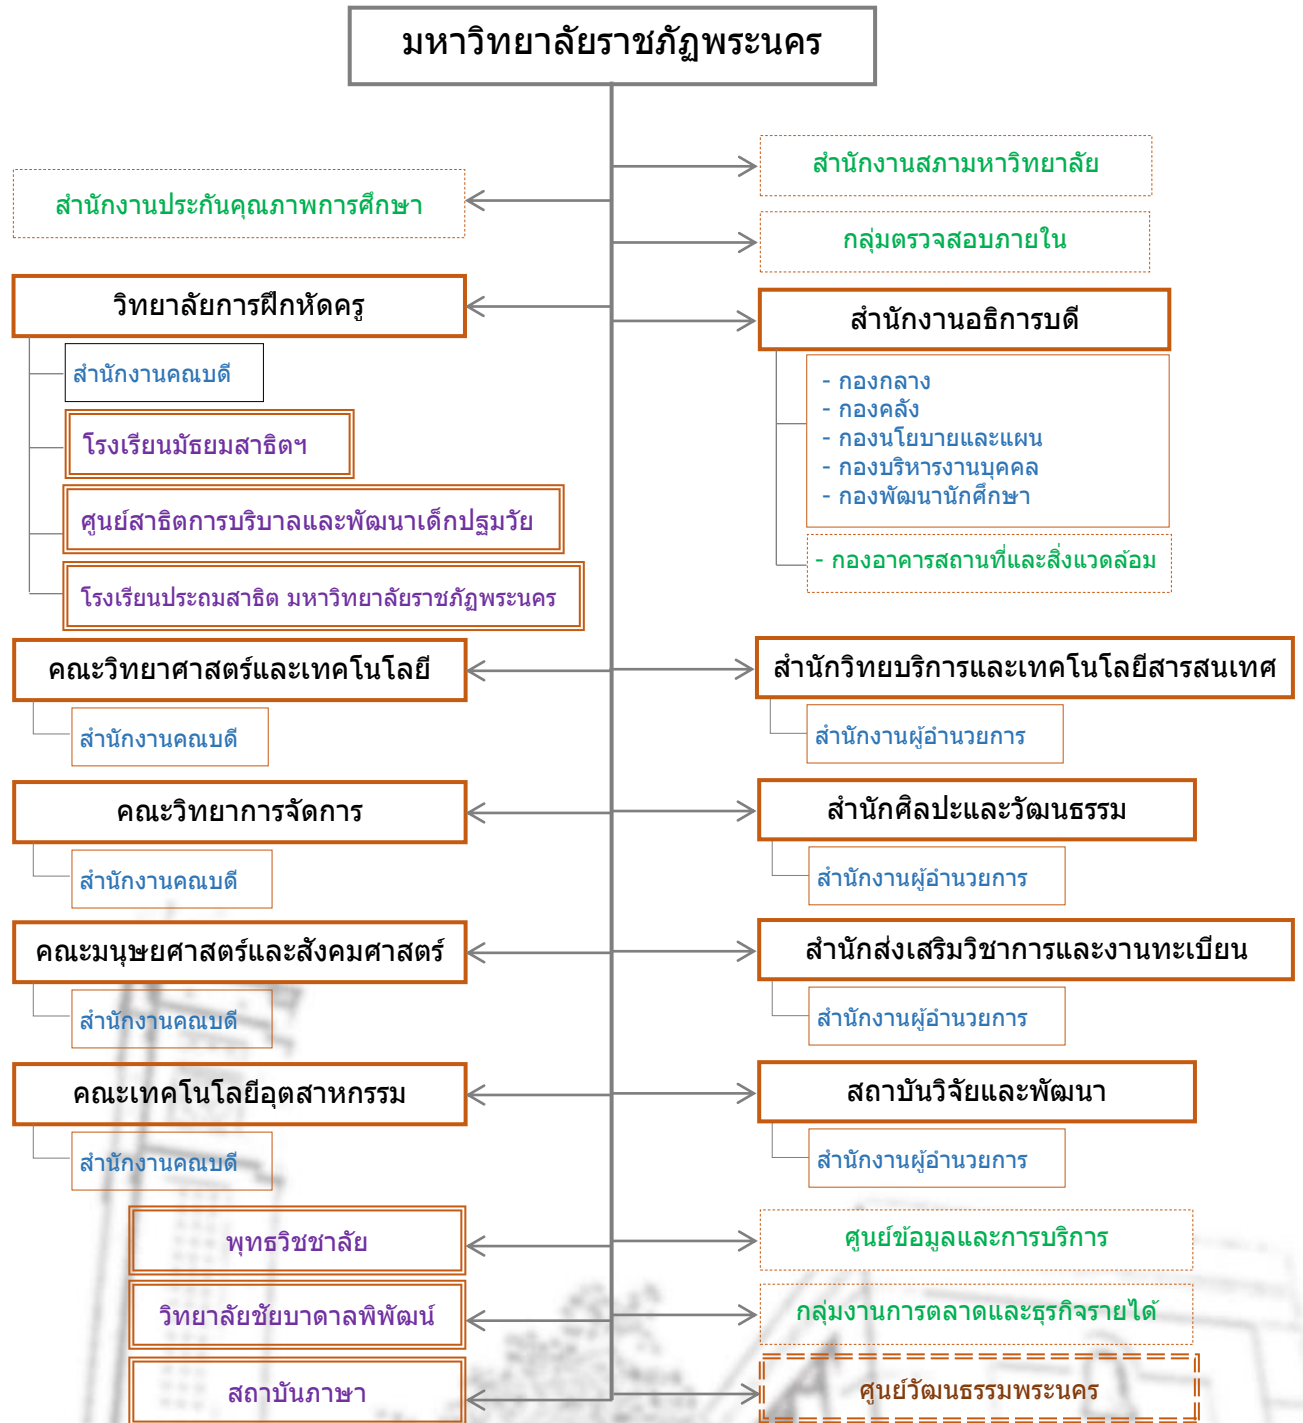 มหาวิทยาลัยราชภัฏพระนคร
สำนักงานประกันคุณภาพการศึกษา
วิทยาลัยการฝึกหัดครู
สำนักงานคณบดี
โรงเรียนมัธยมสาธิตฯ
ศูนย์สาธิตการบริบาลและพัฒนาเด็กปฐมวัย
โรงเรียนประถมสาธิต มหาวิทยาลัยราชภัฏพระนคร
คณะวิทยาศาสตร์และเทคโนโลยี
สำนักงานคณบดี
คณะวิทยาการจัดการ
สำนักงานคณบดี
คณะมนุษยศาสตร์และสังคมศาสตร์
สำนักงานคณบดี
คณะเทคโนโลยีอุตสาหกรรม
สำนักงานคณบดี
พุทธวิชชาลัย
วิทยาลัยชัยบาดาลพิพัฒน์
สถาบันภาษา
สำนักงานสภามหาวิทยาลัย
กลุ่มตรวจสอบภายใน
สำนักงานอธิการบดี
- กองกลาง
- กองคลัง
- กองนโยบายและแผน
- กองบริหารงานบุคคล
- กองพัฒนานักศึกษา
- กองอาคารสถานที่และสิ่งแวดล้อม
สำนักวิทยบริการและเทคโนโลยีสารสนเทศ
สำนักงานผู้อำนวยการ
สำนักศิลปะและวัฒนธรรม
สำนักงานผู้อำนวยการ
สำนักส่งเสริมวิชาการและงานทะเบียน
สำนักงานผู้อำนวยการ
สถาบันวิจัยและพัฒนา
สำนักงานผู้อำนวยการ
ศูนย์ข้อมูลและการบริการ
กลุ่มงานการตลาดและธุรกิจรายได้
ศูนย์วัฒนธรรมพระนคร